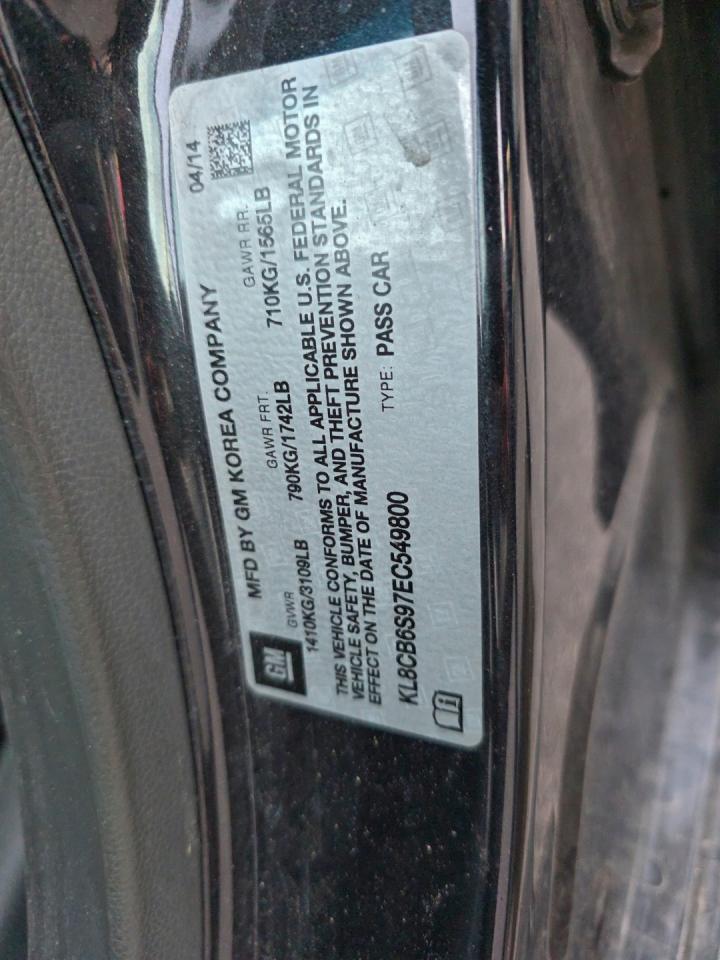 GM
MFD BY GM KOREA COMPANY 04/14
GVWR GAWR FRT. GAWR RR.
1410KG/3109LB 790KG/1742LB 710KG/1565LB
THIS VEHICLE CONFORMS TO ALL APPLICABLE U.S. FEDERAL MOTOR
VEHICLE SAFETY, BUMPER, AND THEFT PREVENTION STANDARDS IN
EFFECT ON THE DATE OF MANUFACTURE SHOWN ABOVE.
KL8CB6S97EC549800 TYPE: PASS CAR